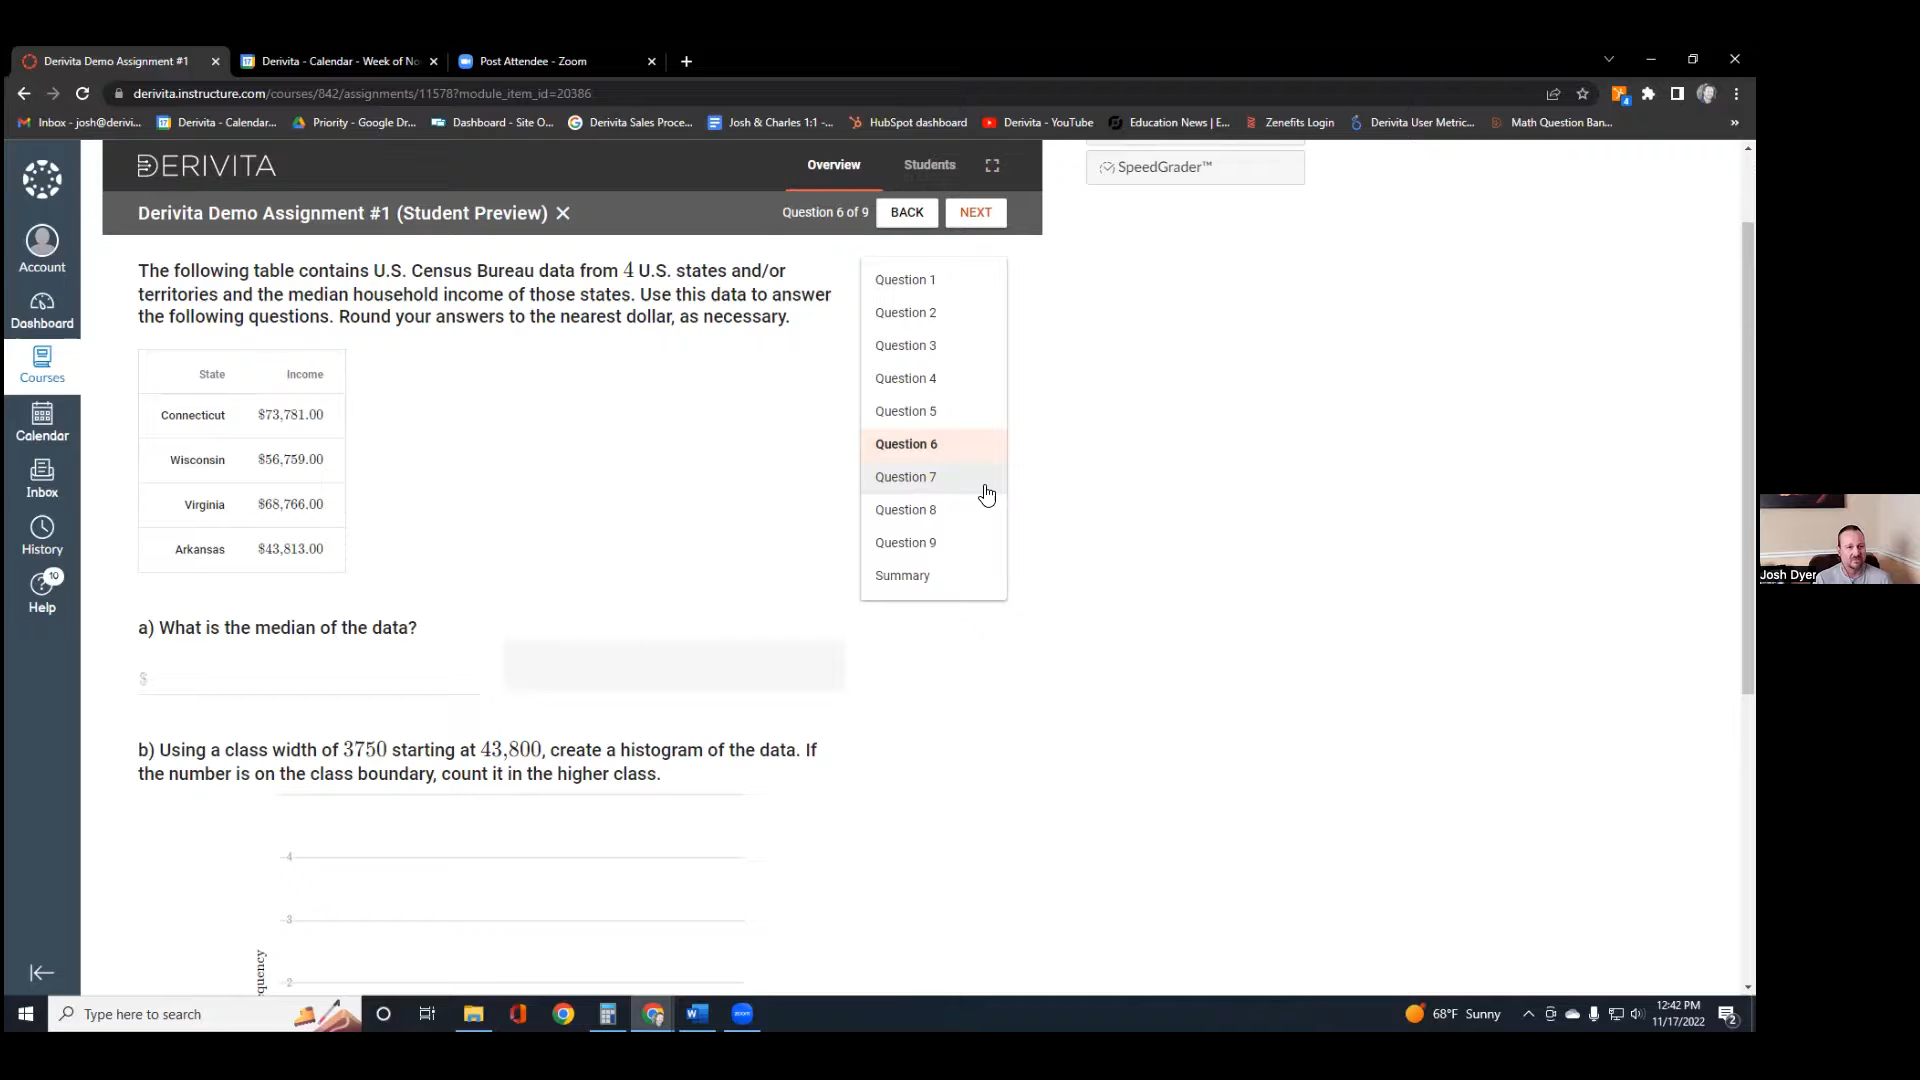 Derivita Demo Assignment #1
Derivita - Calendar - Week of No
Post Attendee - Zoom
derivita.instructure.com/courses/842/assignments/11578?module_item_id=20386
Inbox - josh@derivi... Derivita - Calendar... Priority - Google Dr... Dashboard - Site O... Derivita Sales Proce... Josh & Charles 1:1 -... HubSpot dashboard Derivita - YouTube Education News | E... Zenefits Login Derivita User Metric... Math Question Ban... »
DERIVITA
Overview
Students
SpeedGrader™
Derivita Demo Assignment #1 (Student Preview)
Question 6 of 9
BACK
NEXT
Account
Dashboard
Courses
Calendar
Inbox
History
10
Help
The following table contains U.S. Census Bureau data from 4 U.S. states and/or
territories and the median household income of those states. Use this data to answer
the following questions. Round your answers to the nearest dollar, as necessary.
State Income
Connecticut $73,781.00
Wisconsin $56,759.00
Virginia $68,766.00
Arkansas $43,813.00
Question 1
Question 2
Question 3
Question 4
Question 5
Question 6
Question 7
Question 8
Question 9
Summary
a) What is the median of the data?
$
b) Using a class width of 3750 starting at 43,800, create a histogram of the data. If
the number is on the class boundary, count it in the higher class.
4
3
2
Josh Dyer
Type here to search
68°F Sunny
12:42 PM
11/17/2022
2